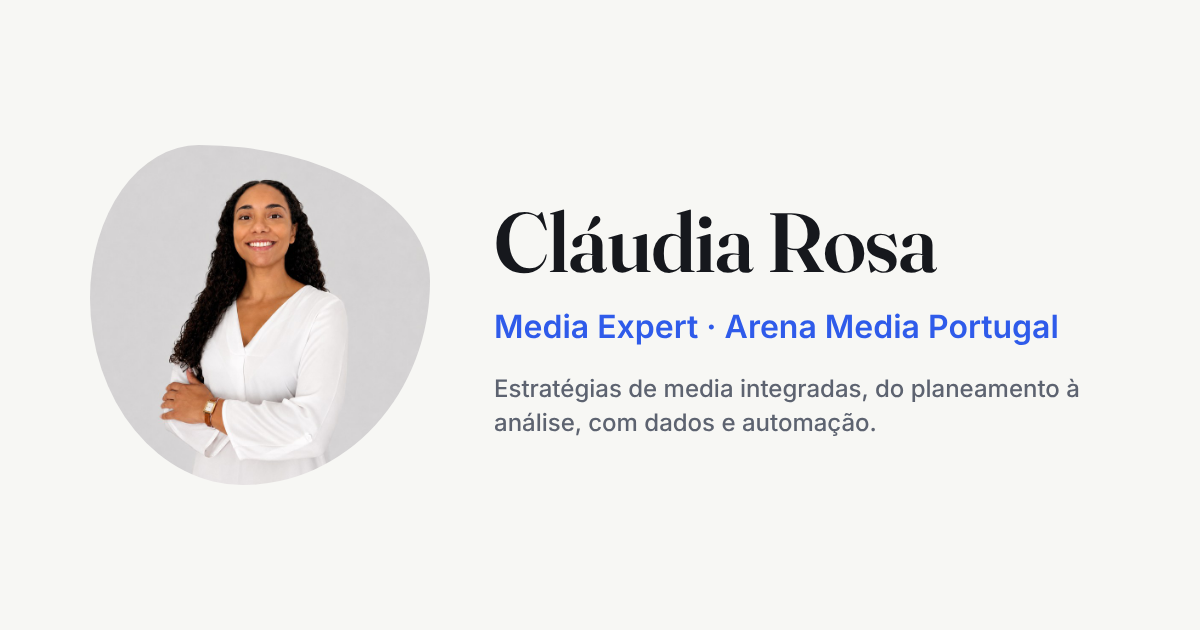 Cláudia Rosa
Media Expert · Arena Media Portugal
Estratégias de media integradas, do planeamento à
análise, com dados e automação.